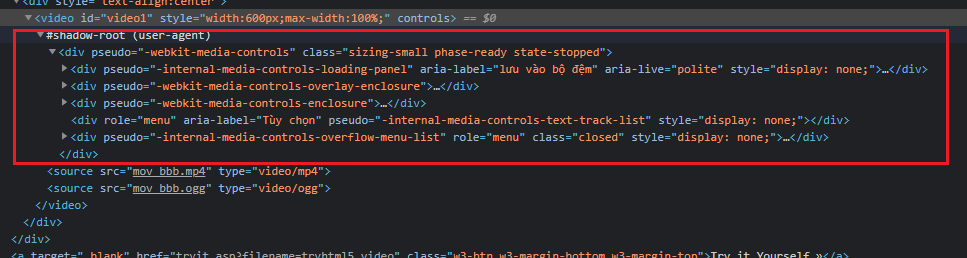 <div style="text-align:center">
<video id="video1" style="width:600px;max-width:100%;" controls> == $0
#shadow-root (user-agent)
<div pseudo="-webkit-media-controls" class="sizing-small phase-ready state-stopped">
<div pseudo="-internal-media-controls-loading-panel" aria-label="lưu vào bộ đệm" aria-live="polite" style="display: none;">…</div>
<div pseudo="-webkit-media-controls-overlay-enclosure">…</div>
<div pseudo="-webkit-media-controls-enclosure">…</div>
<div role="menu" aria-label="Tùy chọn" pseudo="-internal-media-controls-text-track-list" style="display: none;"></div>
<div pseudo="-internal-media-controls-overflow-menu-list" role="menu" class="closed" style="display: none;">…</div>
</div>
<source src="mov_bbb.mp4" type="video/mp4">
<source src="mov_bbb.ogg" type="video/ogg">
</video>
</div>
</div>
<a target="_blank" href="tryit.asp?filename=tryhtml5_video" class="w3-btn w3-margin-bottom w3-margin-top">Try it Yourself »</a>